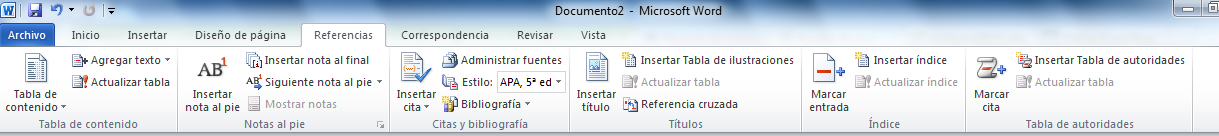 Documento2 - Microsoft Word
Archivo Inicio Insertar Diseño de página Referencias Correspondencia Revisar Vista
Tabla de contenido
Agregar texto
Actualizar tabla
Tabla de contenido
AB1
Insertar nota al pie
Insertar nota al final
Siguiente nota al pie
Mostrar notas
Notas al pie
Insertar cita
Administrar fuentes
Estilo: APA, 5ª ed
Bibliografía
Citas y bibliografía
Insertar título
Insertar Tabla de ilustraciones
Actualizar tabla
Referencia cruzada
Títulos
Marcar entrada
Insertar índice
Actualizar índice
Índice
Marcar cita
Insertar Tabla de autoridades
Actualizar tabla
Tabla de autoridades